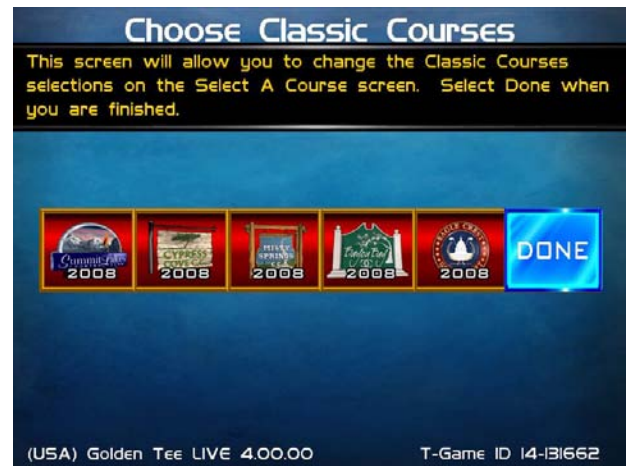 Choose Classic Courses
This screen will allow you to change the Classic Courses
selections on the Select A Course screen. Select Done when
you are finished.
Summit Lake
2008
CYPRESS
2008
MISTY
SPRINGS
2008
2008
EAGLE CREST
2008
DONE
(USA) Golden Tee LIVE 4.00.00
T-Game ID 14-131662